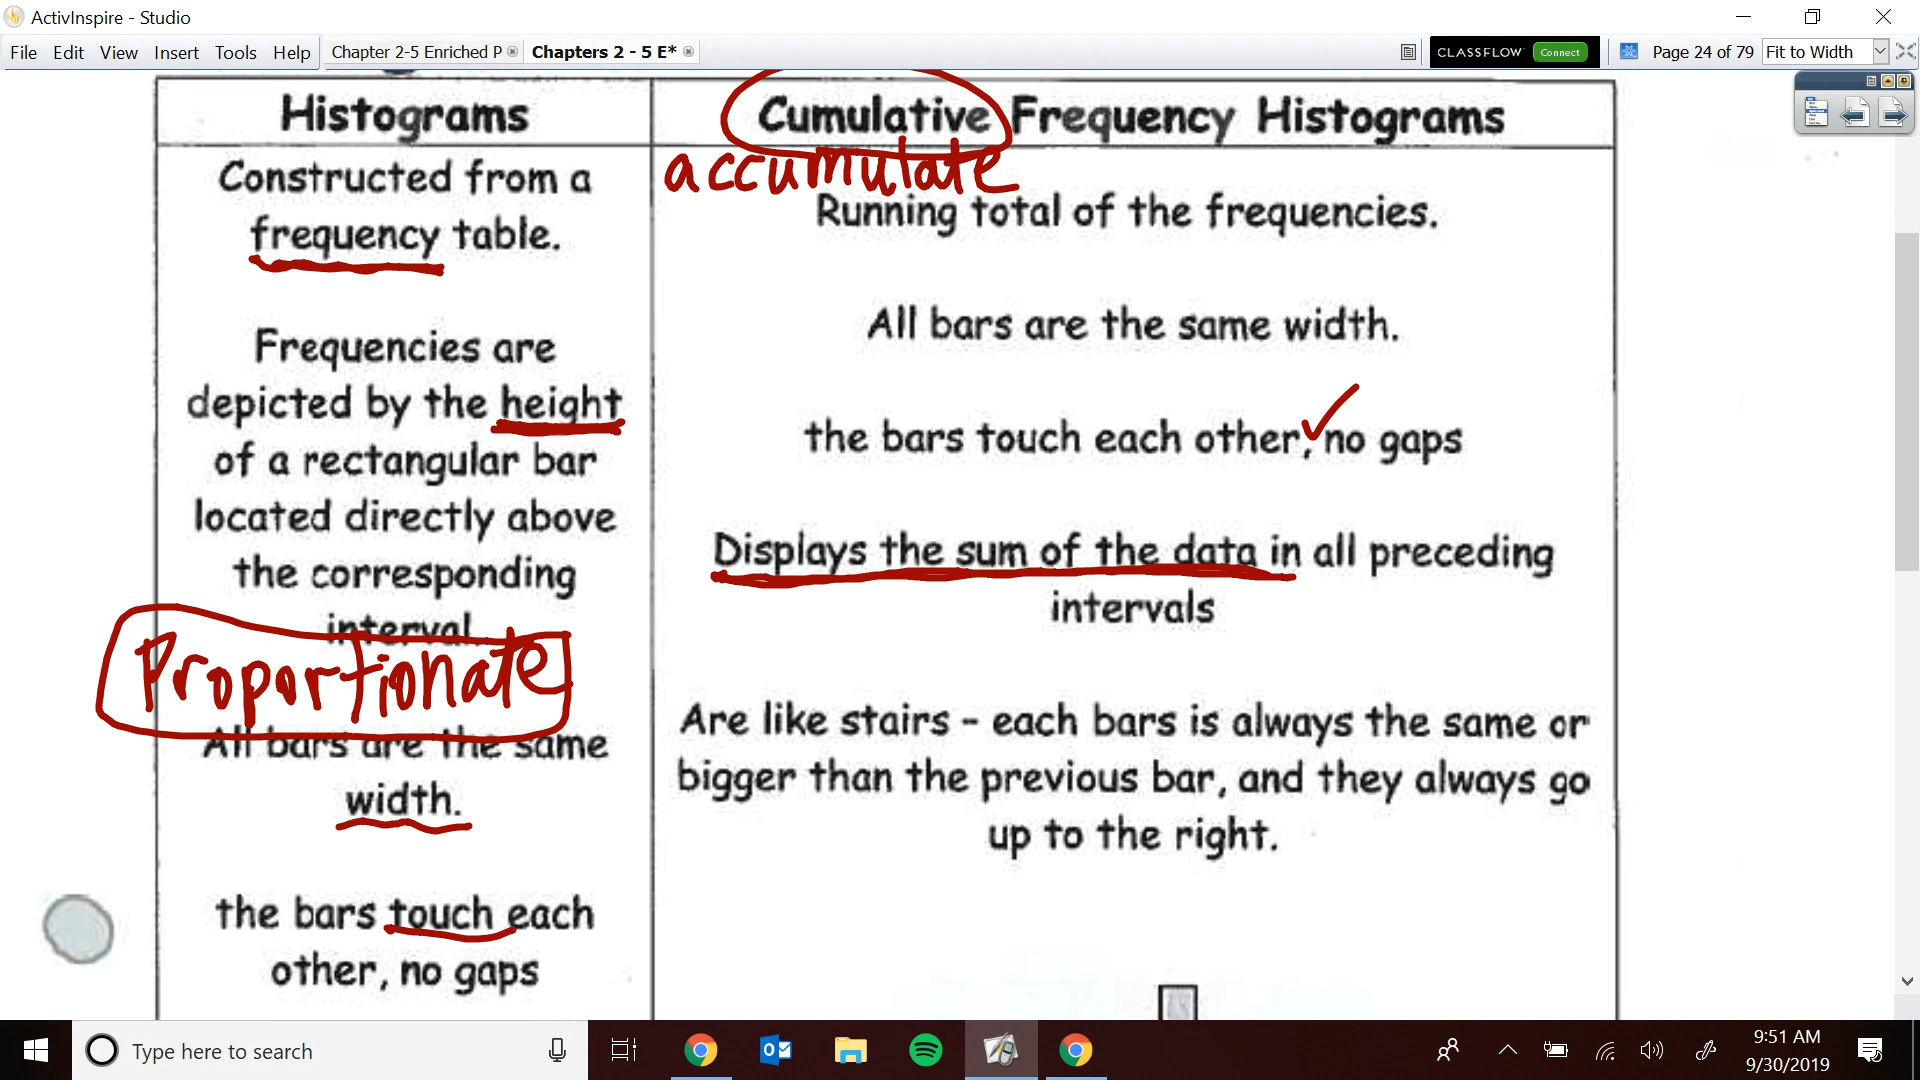 ActivInspire - Studio
File Edit View Insert Tools Help Chapter 2-5 Enriched P Chapters 2 - 5 E* CLASSFLOW Connect Page 24 of 79 Fit to Width
Histograms
Constructed from a
frequency table.
Frequencies are
depicted by the height
of a rectangular bar
located directly above
the corresponding
interval
Proportionate
All bars are the same
width.
the bars touch each
other, no gaps
Cumulative Frequency Histograms
accumulate
Running total of the frequencies.
All bars are the same width.
the bars touch each other, no gaps
Displays the sum of the data in all preceding
intervals
Are like stairs - each bars is always the same or
bigger than the previous bar, and they always go
up to the right.
Type here to search
9:51 AM
9/30/2019